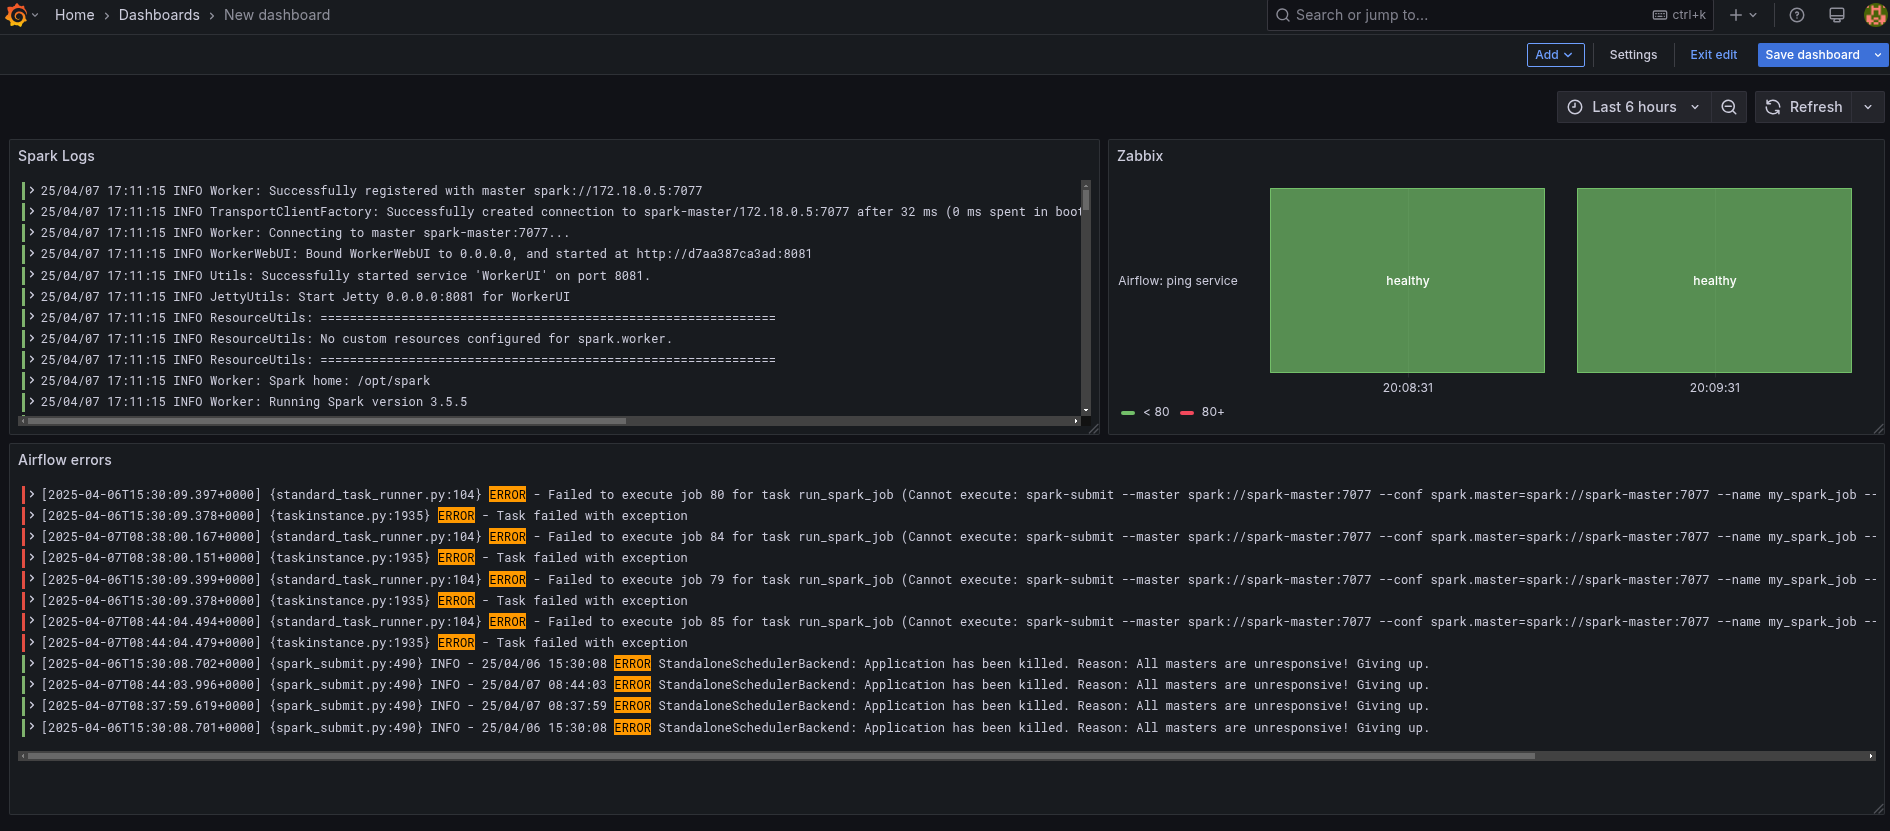 Home > Dashboards > New dashboard
Search or jump to...
ctrl+k
Add
Settings
Exit edit
Save dashboard
Last 6 hours
Refresh
Spark Logs
25/04/07 17:11:15 INFO Worker: Successfully registered with master spark://172.18.0.5:7077
25/04/07 17:11:15 INFO TransportClientFactory: Successfully created connection to spark-master/172.18.0.5:7077 after 32 ms (0 ms spent in boot
25/04/07 17:11:15 INFO Worker: Connecting to master spark-master:7077...
25/04/07 17:11:15 INFO WorkerWebUI: Bound WorkerWebUI to 0.0.0.0, and started at http://d7aa387ca3ad:8081
25/04/07 17:11:15 INFO Utils: Successfully started service 'WorkerUI' on port 8081.
25/04/07 17:11:15 INFO JettyUtils: Start Jetty 0.0.0.0:8081 for WorkerUI
25/04/07 17:11:15 INFO ResourceUtils: ==============================================================
25/04/07 17:11:15 INFO ResourceUtils: No custom resources configured for spark.worker.
25/04/07 17:11:15 INFO ResourceUtils: ==============================================================
25/04/07 17:11:15 INFO Worker: Spark home: /opt/spark
25/04/07 17:11:15 INFO Worker: Running Spark version 3.5.5
Zabbix
Airflow: ping service
healthy
healthy
20:08:31
20:09:31
< 80
80+
Airflow errors
[2025-04-06T15:30:09.397+0000] {standard_task_runner.py:104} ERROR - Failed to execute job 80 for task run_spark_job (Cannot execute: spark-submit --master spark://spark-master:7077 --conf spark.master=spark://spark-master:7077 --name my_spark_job --
[2025-04-06T15:30:09.378+0000] {taskinstance.py:1935} ERROR - Task failed with exception
[2025-04-07T08:38:00.167+0000] {standard_task_runner.py:104} ERROR - Failed to execute job 84 for task run_spark_job (Cannot execute: spark-submit --master spark://spark-master:7077 --conf spark.master=spark://spark-master:7077 --name my_spark_job --
[2025-04-07T08:38:00.151+0000] {taskinstance.py:1935} ERROR - Task failed with exception
[2025-04-06T15:30:09.399+0000] {standard_task_runner.py:104} ERROR - Failed to execute job 79 for task run_spark_job (Cannot execute: spark-submit --master spark://spark-master:7077 --conf spark.master=spark://spark-master:7077 --name my_spark_job --
[2025-04-06T15:30:09.378+0000] {taskinstance.py:1935} ERROR - Task failed with exception
[2025-04-07T08:44:04.494+0000] {standard_task_runner.py:104} ERROR - Failed to execute job 85 for task run_spark_job (Cannot execute: spark-submit --master spark://spark-master:7077 --conf spark.master=spark://spark-master:7077 --name my_spark_job --
[2025-04-07T08:44:04.479+0000] {taskinstance.py:1935} ERROR - Task failed with exception
[2025-04-06T15:30:08.702+0000] {spark_submit.py:490} INFO - 25/04/06 15:30:08 ERROR StandaloneSchedulerBackend: Application has been killed. Reason: All masters are unresponsive! Giving up.
[2025-04-07T08:44:03.996+0000] {spark_submit.py:490} INFO - 25/04/07 08:44:03 ERROR StandaloneSchedulerBackend: Application has been killed. Reason: All masters are unresponsive! Giving up.
[2025-04-07T08:37:59.619+0000] {spark_submit.py:490} INFO - 25/04/07 08:37:59 ERROR StandaloneSchedulerBackend: Application has been killed. Reason: All masters are unresponsive! Giving up.
[2025-04-06T15:30:08.701+0000] {spark_submit.py:490} INFO - 25/04/06 15:30:08 ERROR StandaloneSchedulerBackend: Application has been killed. Reason: All masters are unresponsive! Giving up.